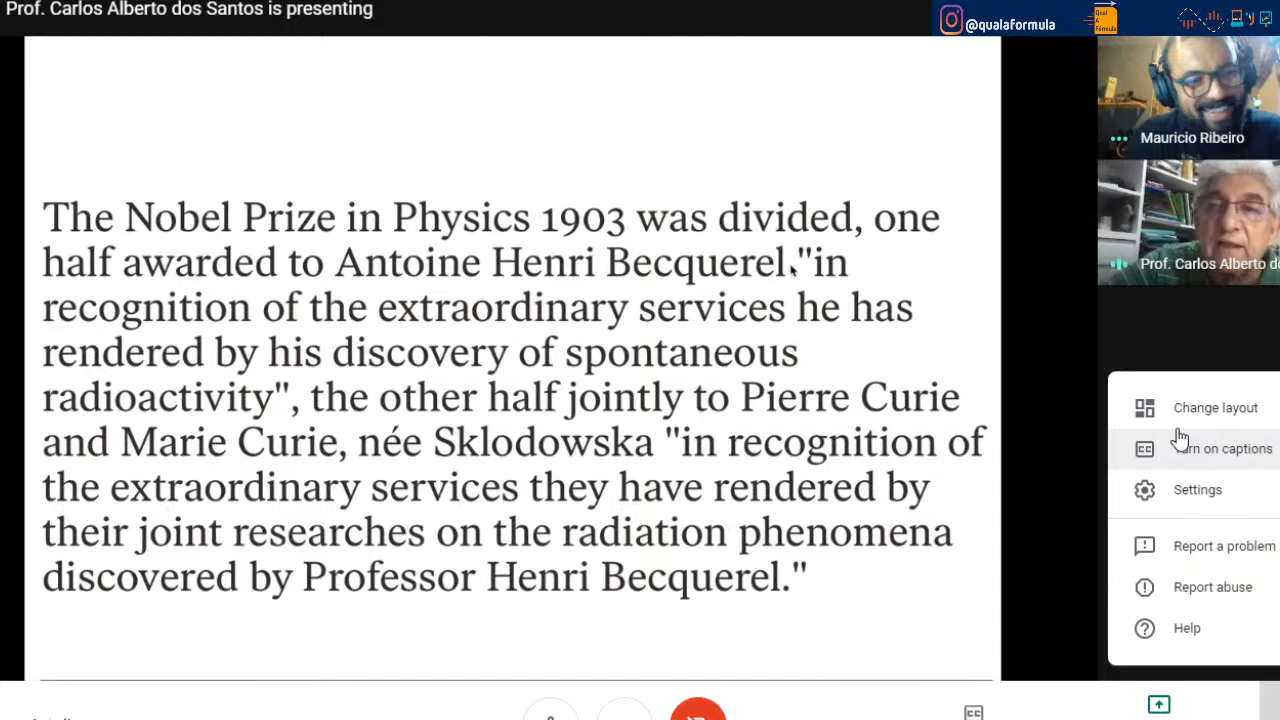 Prof. Carlos Alberto dos Santos is presenting
@qualaformula
Qual
A
Fórmula
The Nobel Prize in Physics 1903 was divided, one
half awarded to Antoine Henri Becquerel."in
recognition of the extraordinary services he has
rendered by his discovery of spontaneous
radioactivity", the other half jointly to Pierre Curie
and Marie Curie, née Sklodowska "in recognition of
the extraordinary services they have rendered by
their joint researches on the radiation phenomena
discovered by Professor Henri Becquerel."
Mauricio Ribeiro
Prof. Carlos Alberto d
Change layout
Turn on captions
Settings
Report a problem
Report abuse
Help